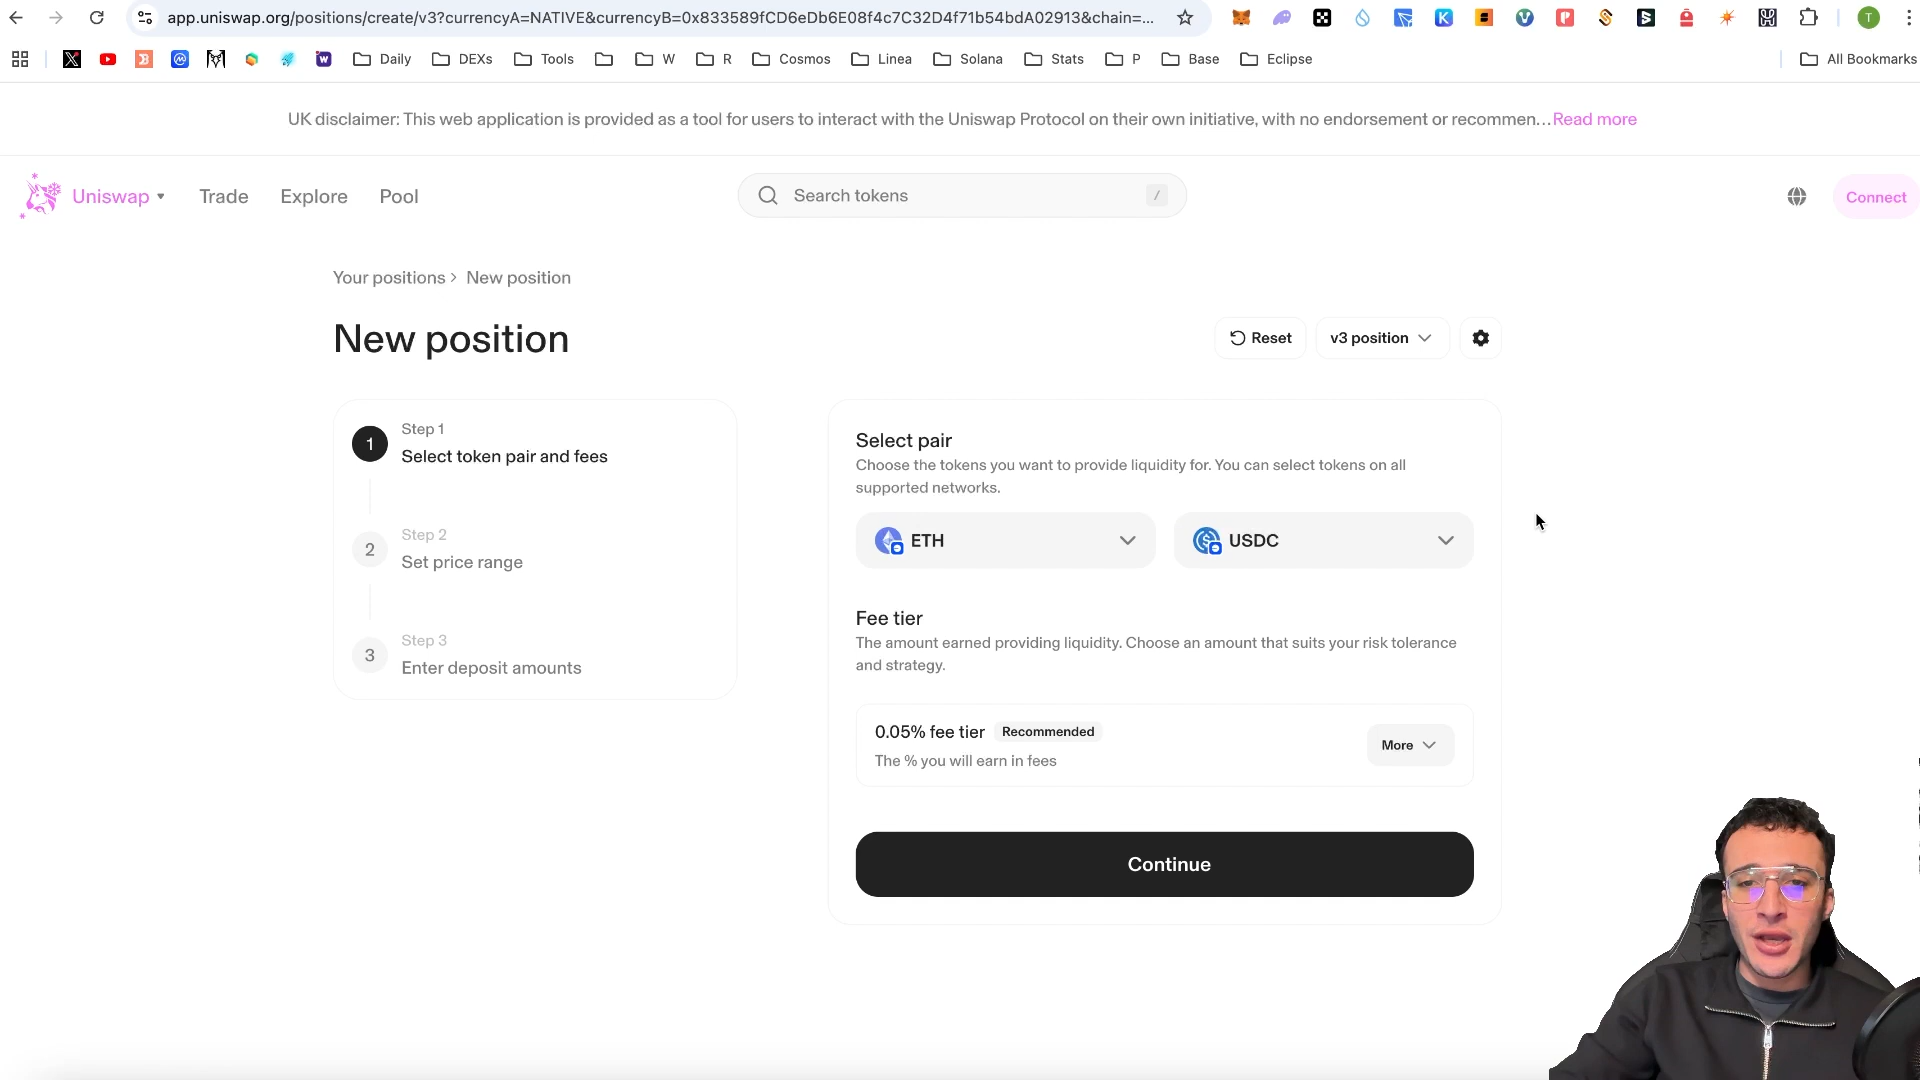 app.uniswap.org/positions/create/v3?currencyA=NATIVE&currencyB=0x833589fCD6eDb6E08f4c7C32D4f71b54bdA02913&chain=...
Daily
DEXs
Tools
W
R
Cosmos
Linea
Solana
Stats
P
Base
Eclipse
All Bookmarks
UK disclaimer: This web application is provided as a tool for users to interact with the Uniswap Protocol on their own initiative, with no endorsement or recommen...Read more
Uniswap
Trade
Explore
Pool
Search tokens
/
Connect
Your positions > New position
New position
Reset
v3 position
1
Step 1
Select token pair and fees
2
Step 2
Set price range
3
Step 3
Enter deposit amounts
Select pair
Choose the tokens you want to provide liquidity for. You can select tokens on all
supported networks.
ETH
USDC
Fee tier
The amount earned providing liquidity. Choose an amount that suits your risk tolerance
and strategy.
0.05% fee tier
Recommended
The % you will earn in fees
More
Continue